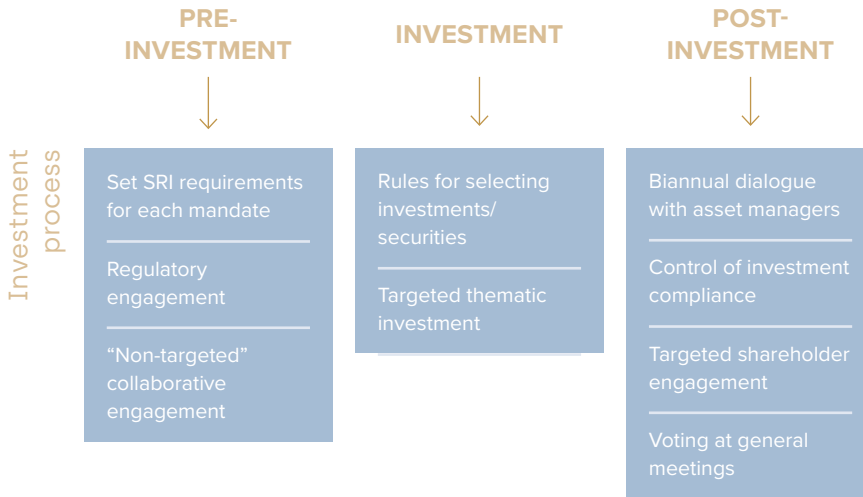 PRE-
INVESTMENT
INVESTMENT
POST-
INVESTMENT
Investment
process
Set SRI requirements
for each mandate
Regulatory
engagement
“Non-targeted”
collaborative
engagement
Rules for selecting
investments/
securities
Targeted thematic
investment
Biannual dialogue
with asset managers
Control of investment
compliance
Targeted shareholder
engagement
Voting at general
meetings